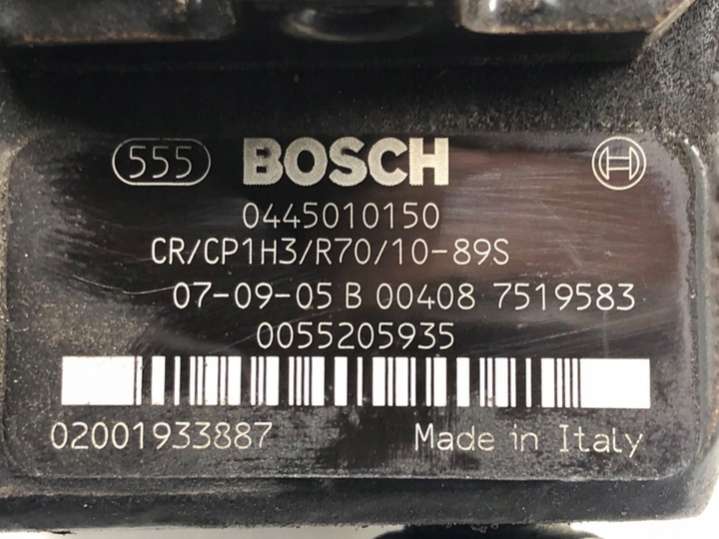 555 BOSCH
0445010150
CR/CP1H3/R70/10-89S
07-09-05 B 00408 7519583
0055205935
02001933887 Made in Italy